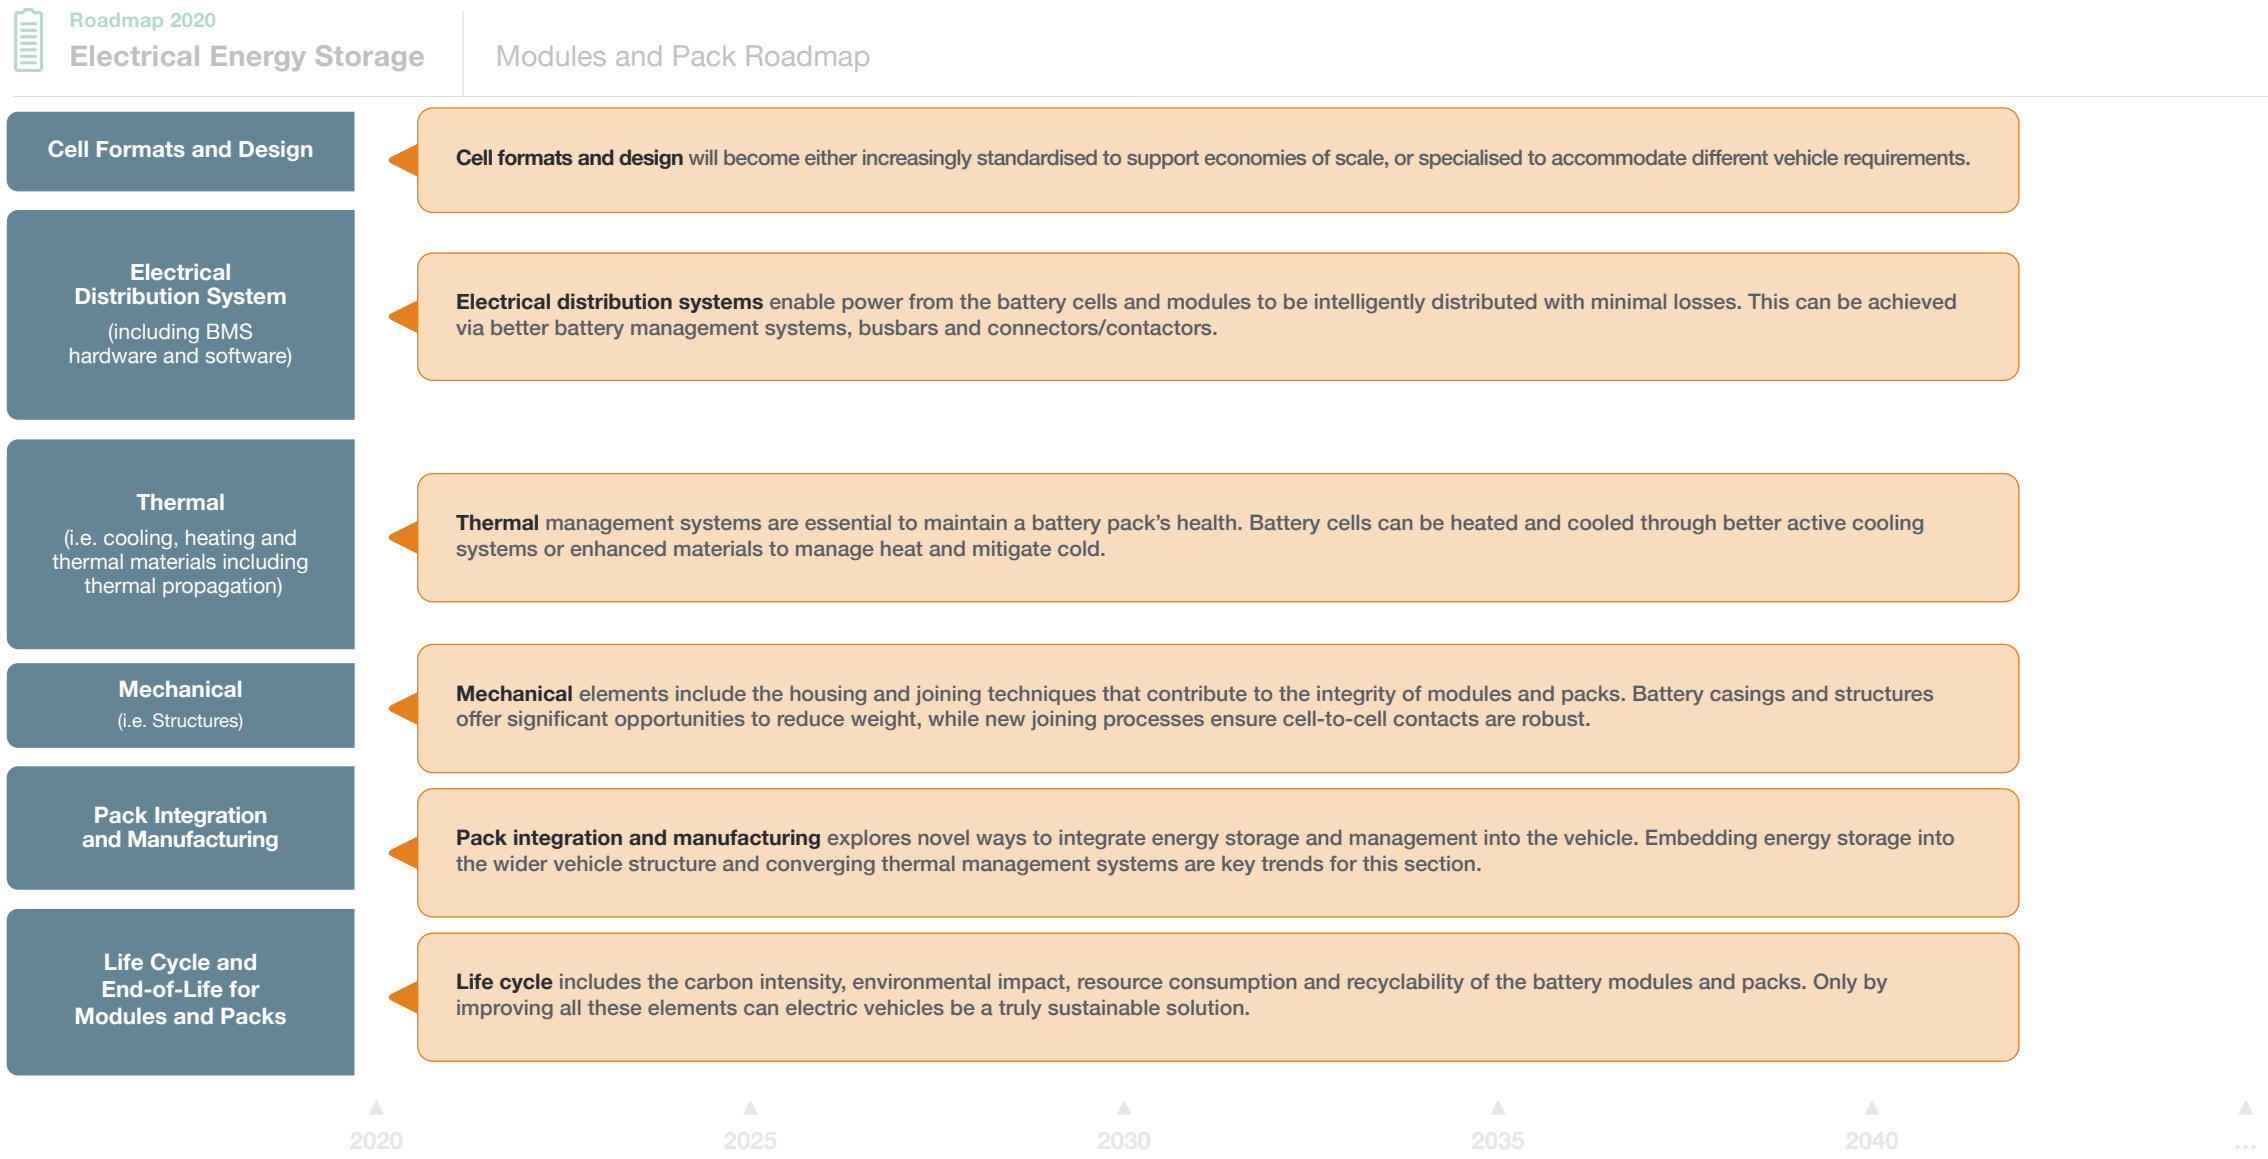 Roadmap 2020
Electrical Energy Storage
Modules and Pack Roadmap
Cell Formats and Design
Cell formats and design will become either increasingly standardised to support economies of scale, or specialised to accommodate different vehicle requirements.
Electrical
Distribution System
(including BMS
hardware and software)
Electrical distribution systems enable power from the battery cells and modules to be intelligently distributed with minimal losses. This can be achieved
via better battery management systems, busbars and connectors/contactors.
Thermal
(i.e. cooling, heating and
thermal materials including
thermal propagation)
Thermal management systems are essential to maintain a battery pack’s health. Battery cells can be heated and cooled through better active cooling
systems or enhanced materials to manage heat and mitigate cold.
Mechanical
(i.e. Structures)
Mechanical elements include the housing and joining techniques that contribute to the integrity of modules and packs. Battery casings and structures
offer significant opportunities to reduce weight, while new joining processes ensure cell-to-cell contacts are robust.
Pack Integration
and Manufacturing
Pack integration and manufacturing explores novel ways to integrate energy storage and management into the vehicle. Embedding energy storage into
the wider vehicle structure and converging thermal management systems are key trends for this section.
Life Cycle and
End-of-Life for
Modules and Packs
Life cycle includes the carbon intensity, environmental impact, resource consumption and recyclability of the battery modules and packs. Only by
improving all these elements can electric vehicles be a truly sustainable solution.
2020
2025
2030
2035
2040
...